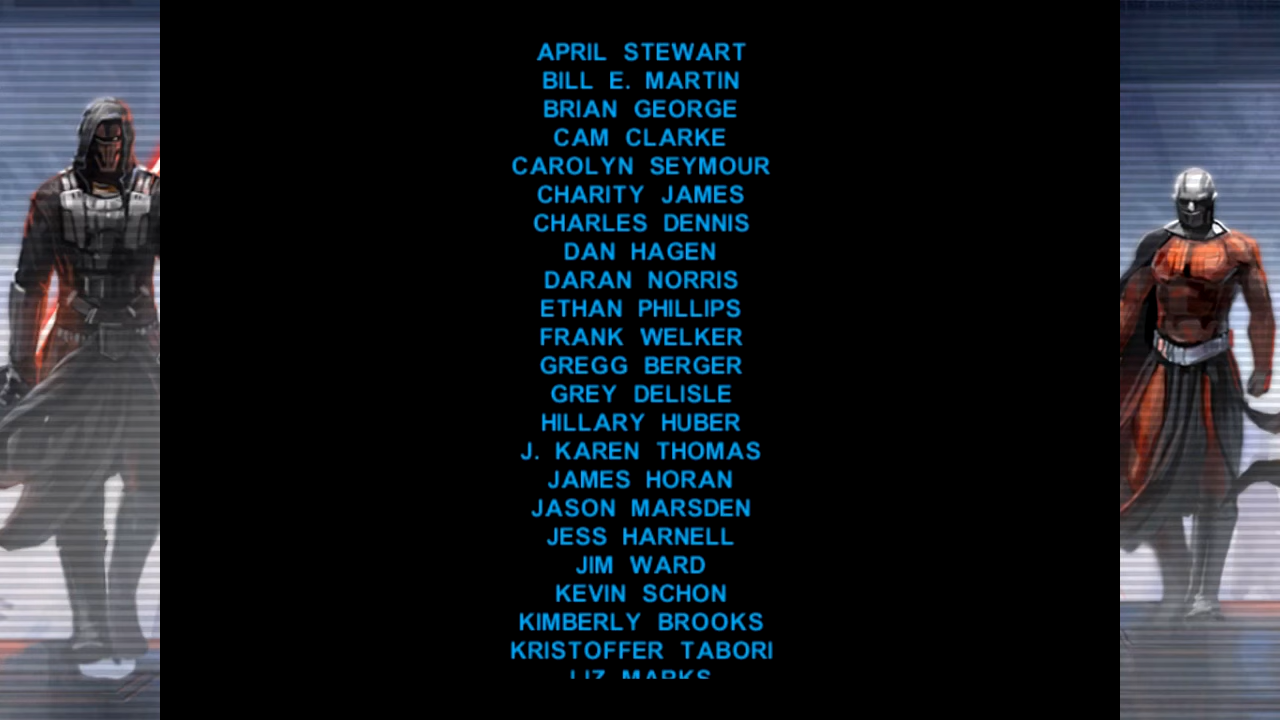 APRIL STEWART
BILL E. MARTIN
BRIAN GEORGE
CAM CLARKE
CAROLYN SEYMOUR
CHARITY JAMES
CHARLES DENNIS
DAN HAGEN
DARAN NORRIS
ETHAN PHILLIPS
FRANK WELKER
GREGG BERGER
GREY DELISLE
HILLARY HUBER
J. KAREN THOMAS
JAMES HORAN
JASON MARSDEN
JESS HARNELL
JIM WARD
KEVIN SCHON
KIMBERLY BROOKS
KRISTOFFER TABORI
LIZ MARKS